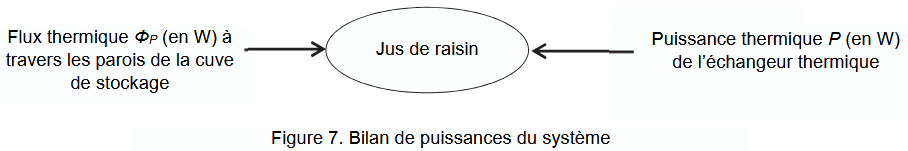 Flux thermique ΦP (en W) à
travers les parois de la cuve
de stockage
Jus de raisin
Puissance thermique P (en W)
de l’échangeur thermique
Figure 7. Bilan de puissances du système